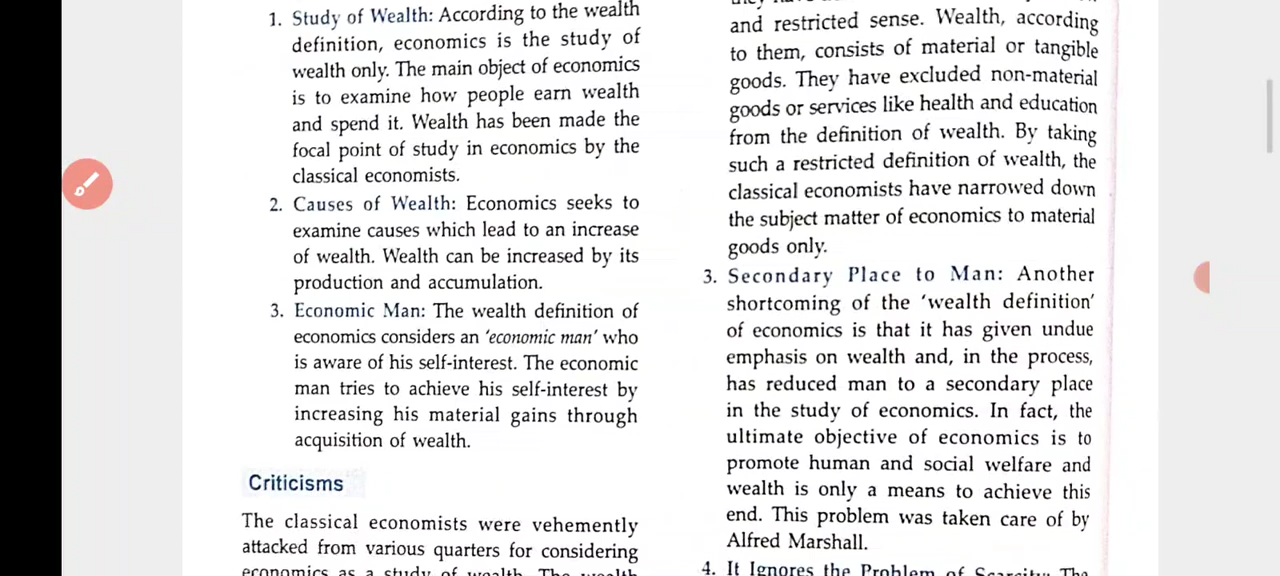 1. Study of Wealth: According to the wealth
definition, economics is the study of
wealth only. The main object of economics
is to examine how people earn wealth
and spend it. Wealth has been made the
focal point of study in economics by the
classical economists.
2. Causes of Wealth: Economics seeks to
examine causes which lead to an increase
of wealth. Wealth can be increased by its
production and accumulation.
3. Economic Man: The wealth definition of
economics considers an ‘economic man’ who
is aware of his self-interest. The economic
man tries to achieve his self-interest by
increasing his material gains through
acquisition of wealth.
Criticisms
The classical economists were vehemently
attacked from various quarters for considering
economics as a study of wealth. The wealth
and restricted sense. Wealth, according
to them, consists of material or tangible
goods. They have excluded non-material
goods or services like health and education
from the definition of wealth. By taking
such a restricted definition of wealth, the
classical economists have narrowed down
the subject matter of economics to material
goods only.
3. Secondary Place to Man: Another
shortcoming of the ‘wealth definition’
of economics is that it has given undue
emphasis on wealth and, in the process,
has reduced man to a secondary place
in the study of economics. In fact, the
ultimate objective of economics is to
promote human and social welfare and
wealth is only a means to achieve this
end. This problem was taken care of by
Alfred Marshall.
4. It Ignores the Problem of Scarcity: The